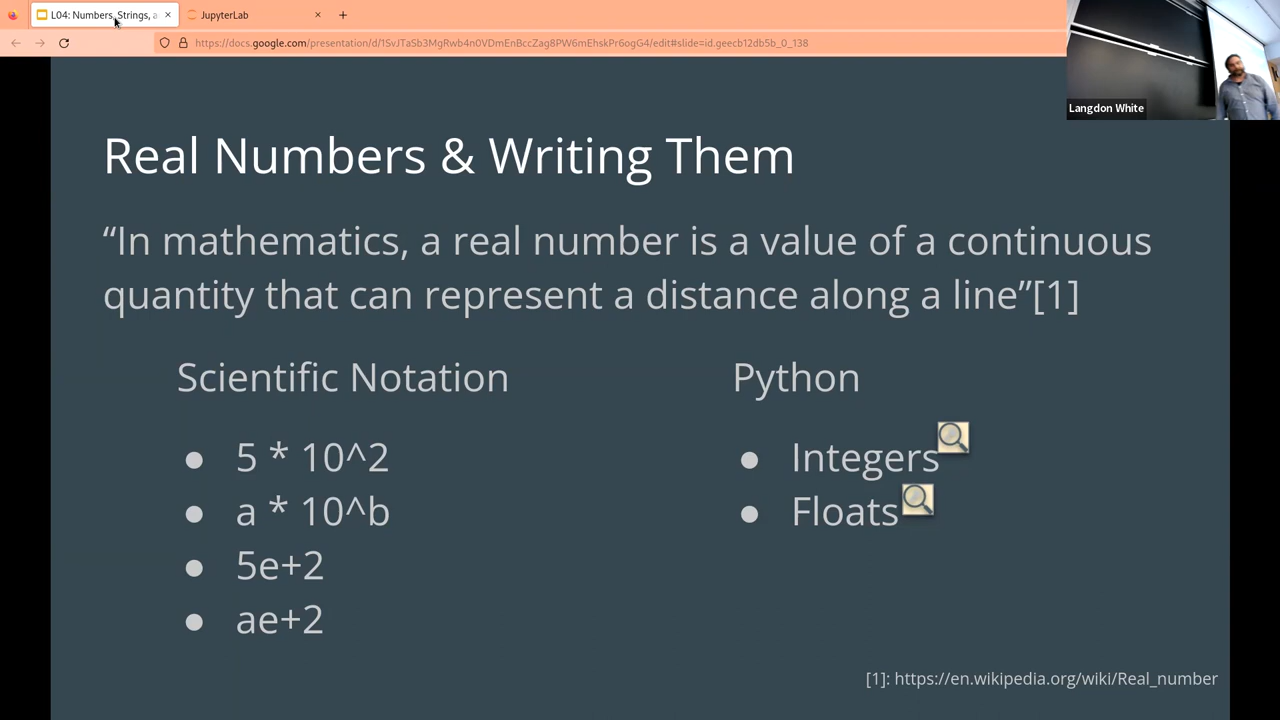 L04: Numbers, Strings, a
JupyterLab
https://docs.google.com/presentation/d/1SvJTaSb3MgRwb4n0VDmEnBccZag8PW6mEhskPr6ogG4/edit#slide=id.geecb12db5b_0_138
Langdon White
Real Numbers & Writing Them
“In mathematics, a real number is a value of a continuous
quantity that can represent a distance along a line”[1]
Scientific Notation
● 5 * 10^2
● a * 10^b
● 5e+2
● ae+2
Python
● Integers
● Floats
[1]: https://en.wikipedia.org/wiki/Real_number